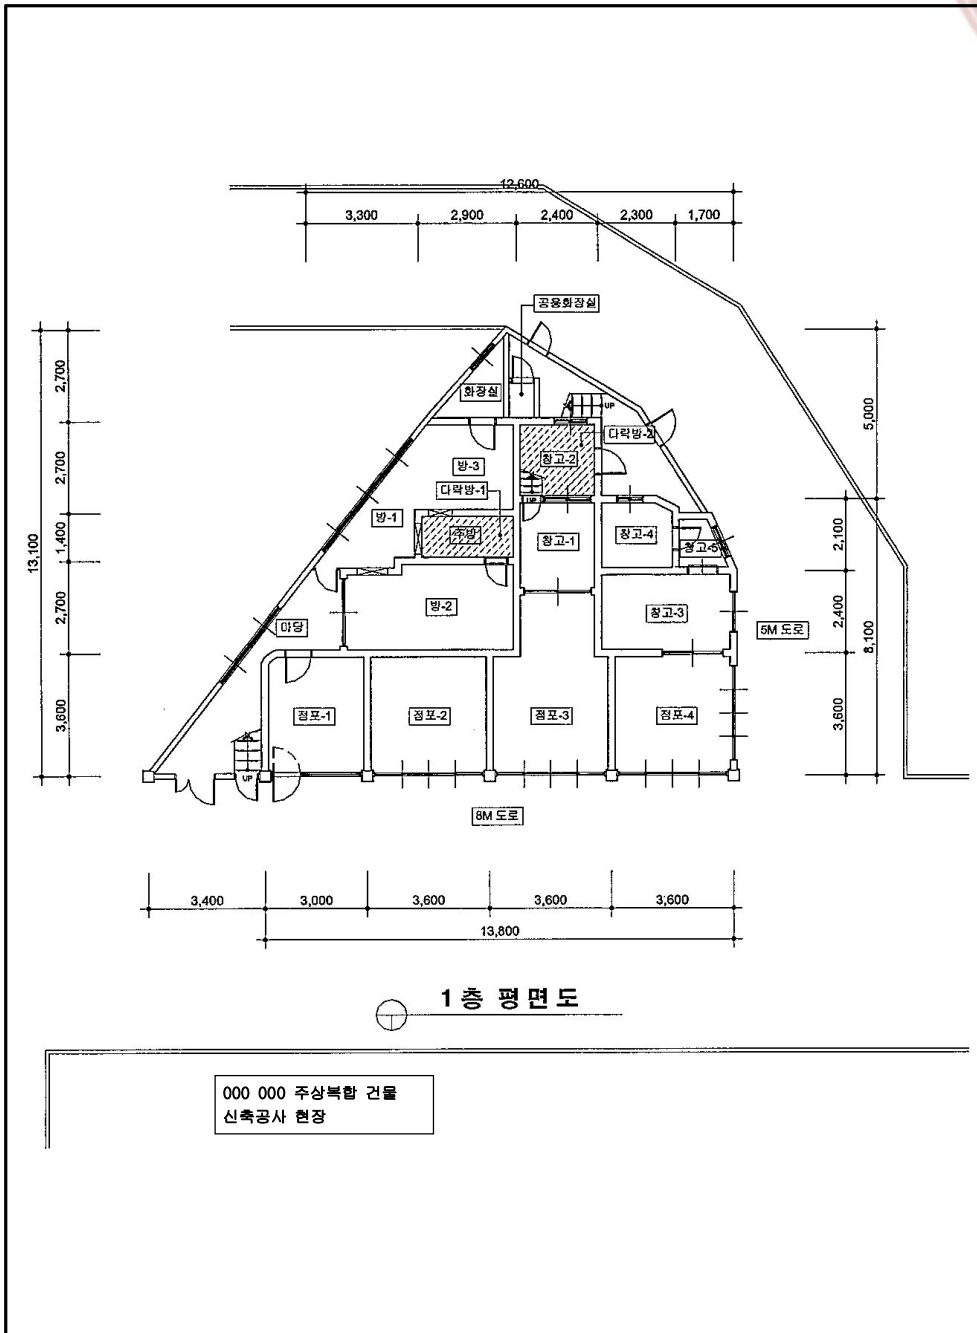 12,600
3,300 2,900 2,400 2,300 1,700
공용화장실
화장실
UP
다락방-2
창고-2
방-3
다락방-1
UP
방-1
주방
창고-1
창고-4
창고-5
방-2
창고-3
마당
5M 도로
점포-1
점포-2
점포-3
점포-4
UP
8M 도로
13,100
2,700
2,700
1,400
2,700
3,600
5,000
2,100
2,400
8,100
3,600
3,400 3,000 3,600 3,600 3,600
13,800
1층 평면도
000 000 주상복합 건물
신축공사 현장